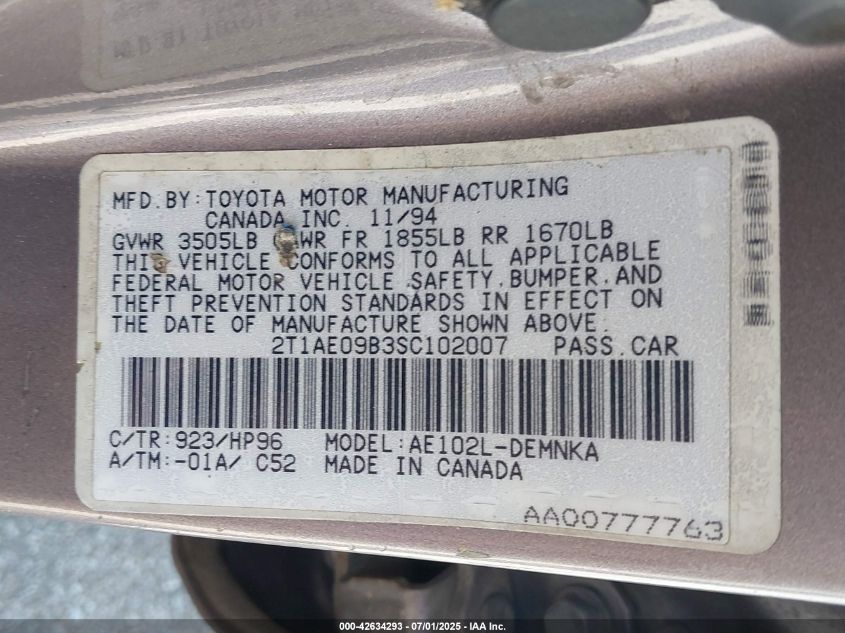 MFD. BY: TOYOTA MOTOR MANUFACTURING
CANADA INC. 11/94
GVWR 3505LB GAWR FR 1855LB RR 1670LB
THIS VEHICLE CONFORMS TO ALL APPLICABLE
FEDERAL MOTOR VEHICLE SAFETY, BUMPER, AND
THEFT PREVENTION STANDARDS IN EFFECT ON
THE DATE OF MANUFACTURE SHOWN ABOVE.
2T1AE09B3SC102007 PASS. CAR
C/TR: 923/HP96 MODEL: AE102L-DEMNKA
A/TM: -01A/ C52 MADE IN CANADA
AA00777763
000-42634293 - 07/01/2025 - IAA Inc.